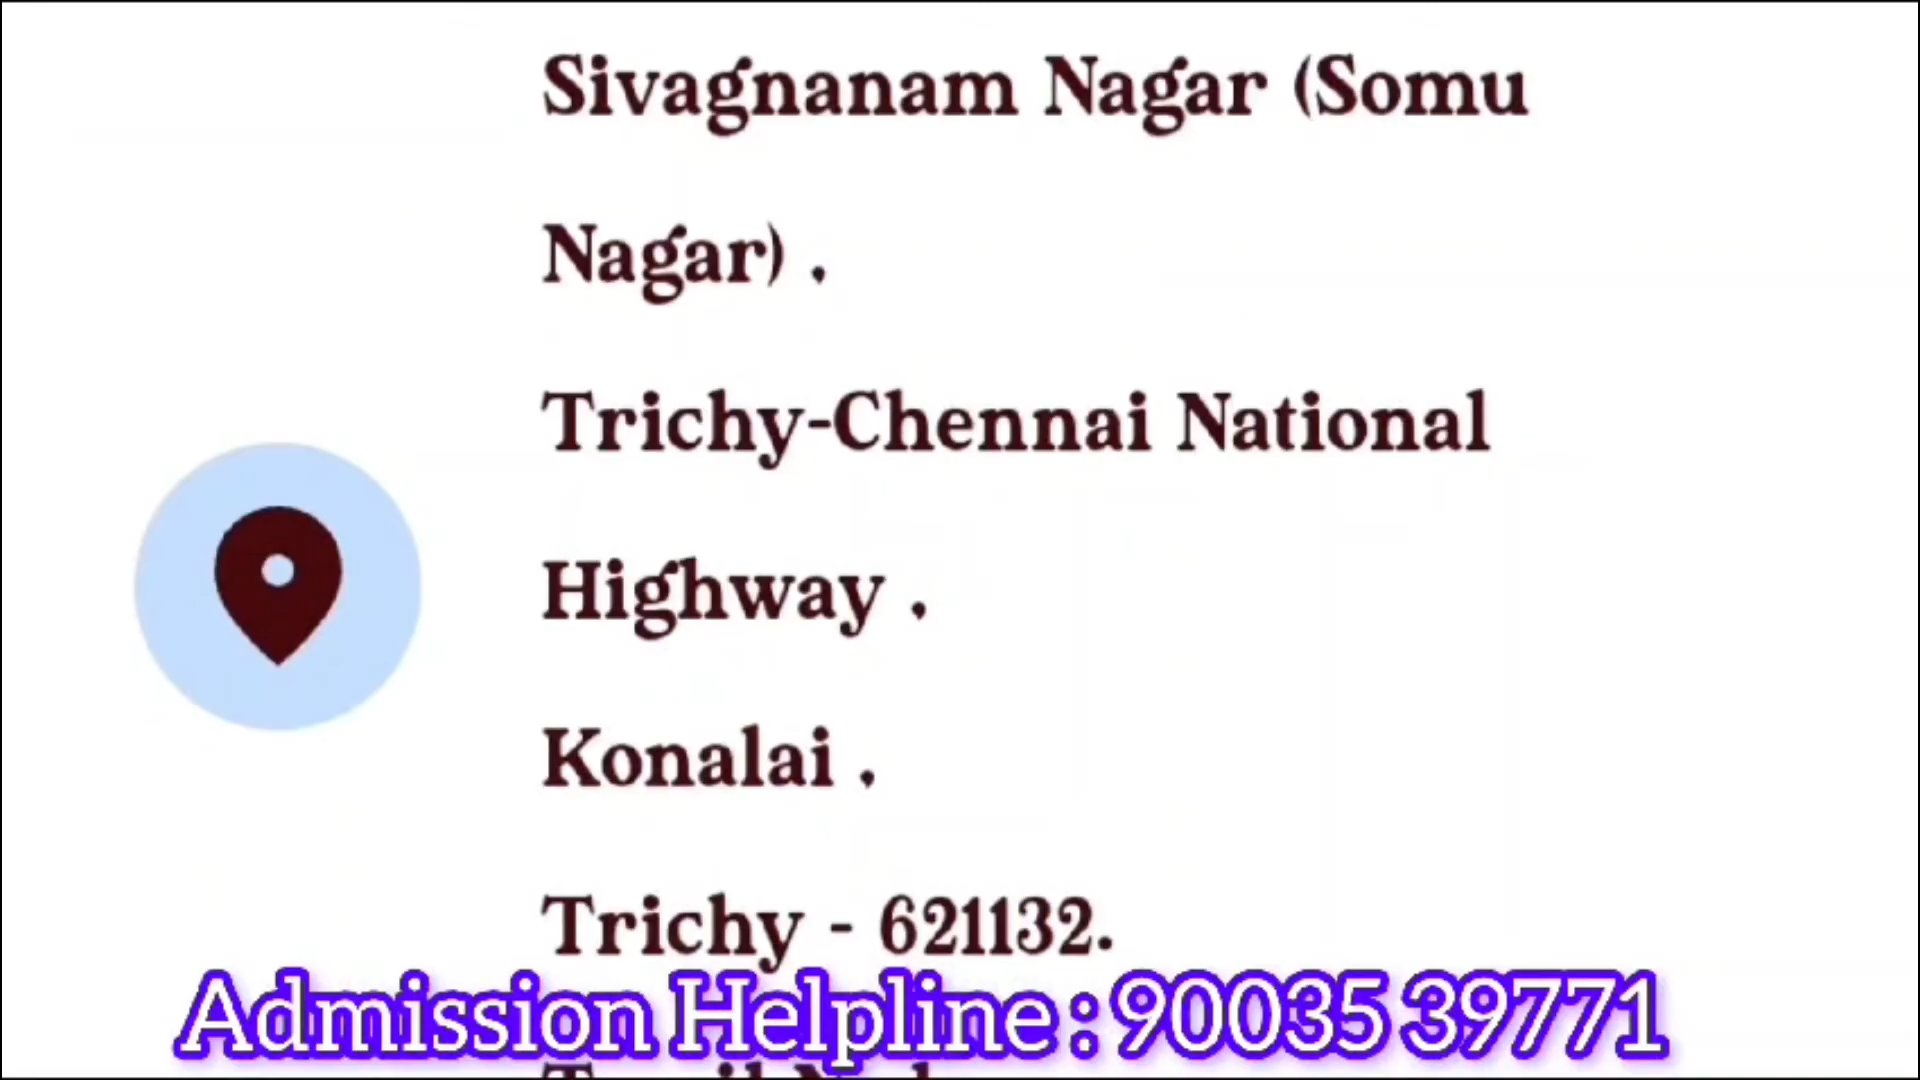 Sivagnanam Nagar (Somu
Nagar) ,
Trichy-Chennai National
Highway ,
Konalai ,
Trichy - 621132.
Admission Helpline : 90035 39771